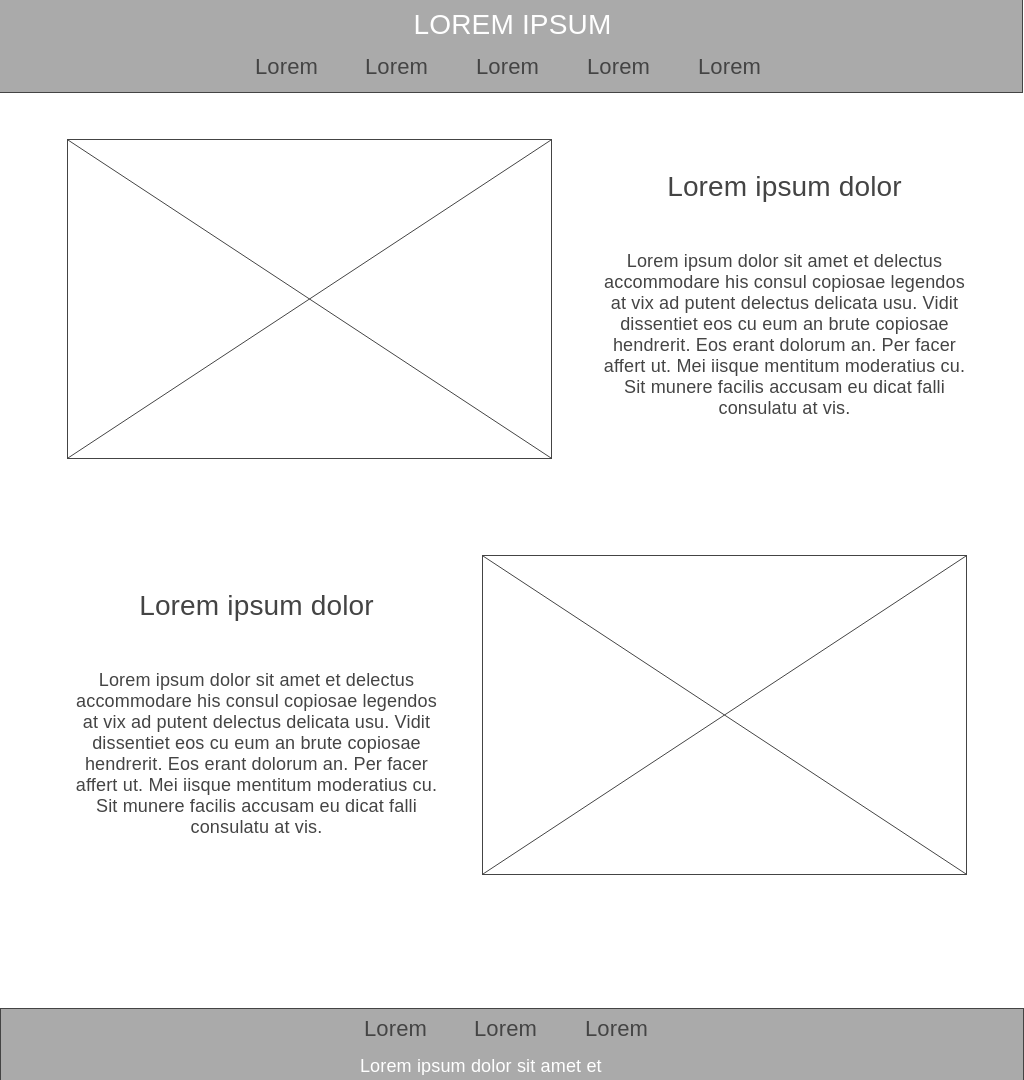 LOREM IPSUM
Lorem Lorem Lorem Lorem Lorem
Lorem ipsum dolor
Lorem ipsum dolor sit amet et delectus
accommodare his consul copiosae legendos
at vix ad putent delectus delicata usu. Vidit
dissentiet eos cu eum an brute copiosae
hendrerit. Eos erant dolorum an. Per facer
affert ut. Mei iisque mentitum moderatius cu.
Sit munere facilis accusam eu dicat falli
consulatu at vis.
Lorem ipsum dolor
Lorem ipsum dolor sit amet et delectus
accommodare his consul copiosae legendos
at vix ad putent delectus delicata usu. Vidit
dissentiet eos cu eum an brute copiosae
hendrerit. Eos erant dolorum an. Per facer
affert ut. Mei iisque mentitum moderatius cu.
Sit munere facilis accusam eu dicat falli
consulatu at vis.
Lorem Lorem Lorem
Lorem ipsum dolor sit amet et